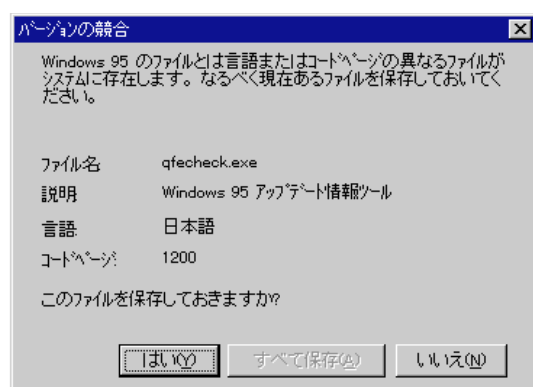 バージョンの競合
Windows 95 のファイルとは言語またはコードページの異なるファイルが
システムに存在します。なるべく現在あるファイルを保存しておいてく
ださい。
ファイル名: qfecheck.exe
説明: Windows 95 アップデート情報ツール
言語: 日本語
コードページ: 1200
このファイルを保存しておきますか?
はい(Y) すべて保存(A) いいえ(N)